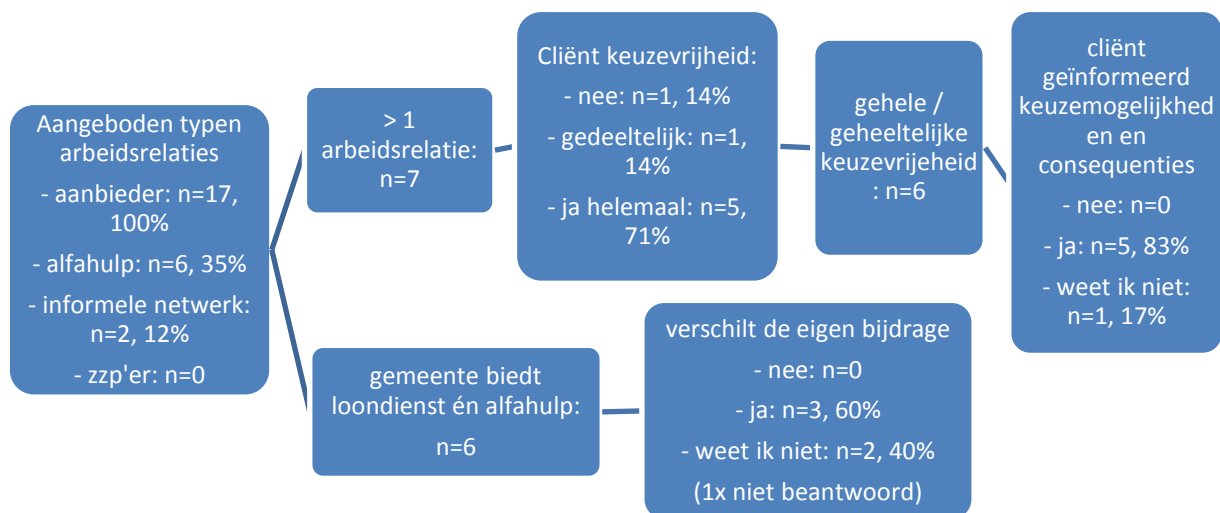 Aangeboden typen
arbeidsrelaties
- aanbieder: n=17,
100%
- alfahulp: n=6, 35%
- informele netwerk:
n=2, 12%
- zzp'er: n=0
> 1
arbeidsrelatie:
n=7
Cliënt keuzevrijheid:
- nee: n=1, 14%
- gedeeltelijk: n=1,
14%
- ja helemaal: n=5,
71%
gehele /
geheeltelijke
keuzevrijeheid
: n=6
cliënt
geïnformeerd
keuzemogelijkhed
en en
consequenties
- nee: n=0
- ja: n=5, 83%
- weet ik niet:
n=1, 17%
gemeente biedt
loondienst én alfahulp:
n=6
verschilt de eigen bijdrage
- nee: n=0
- ja: n=3, 60%
- weet ik niet: n=2, 40%
(1x niet beantwoord)